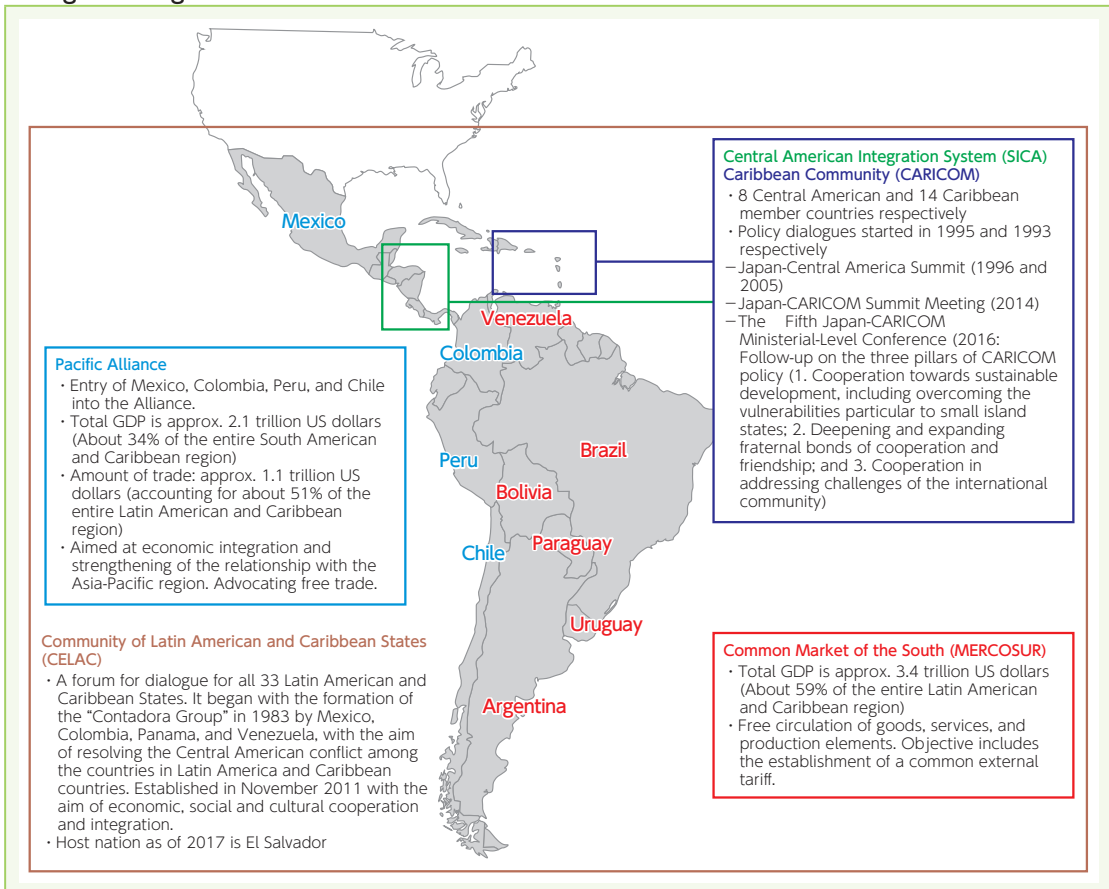 Mexico
Venezuela
Colombia
Peru
Brazil
Bolivia
Paraguay
Chile
Uruguay
Argentina
Central American Integration System (SICA)
Caribbean Community (CARICOM)
・8 Central American and 14 Caribbean
member countries respectively
・Policy dialogues started in 1995 and 1993
respectively
－Japan-Central America Summit (1996 and
2005)
－Japan-CARICOM Summit Meeting (2014)
－The Fifth Japan-CARICOM
Ministerial-Level Conference (2016:
Follow-up on the three pillars of CARICOM
policy (1. Cooperation towards sustainable
development, including overcoming the
vulnerabilities particular to small island
states; 2. Deepening and expanding
fraternal bonds of cooperation and
friendship; and 3. Cooperation in
addressing challenges of the international
community)
Pacific Alliance
・Entry of Mexico, Colombia, Peru, and Chile
into the Alliance.
・Total GDP is approx. 2.1 trillion US dollars
(About 34% of the entire South American
and Caribbean region)
・Amount of trade: approx. 1.1 trillion US
dollars (accounting for about 51% of the
entire Latin American and Caribbean
region)
・Aimed at economic integration and
strengthening of the relationship with the
Asia-Pacific region. Advocating free trade.
Community of Latin American and Caribbean States
(CELAC)
・A forum for dialogue for all 33 Latin American and
Caribbean States. It began with the formation of
the “Contadora Group” in 1983 by Mexico,
Colombia, Panama, and Venezuela, with the aim
of resolving the Central American conflict among
the countries in Latin America and Caribbean
countries. Established in November 2011 with the
aim of economic, social and cultural cooperation
and integration.
・Host nation as of 2017 is El Salvador
Common Market of the South (MERCOSUR)
・Total GDP is approx. 3.4 trillion US dollars
(About 59% of the entire Latin American
and Caribbean region)
・Free circulation of goods, services, and
production elements. Objective includes
the establishment of a common external
tariff.